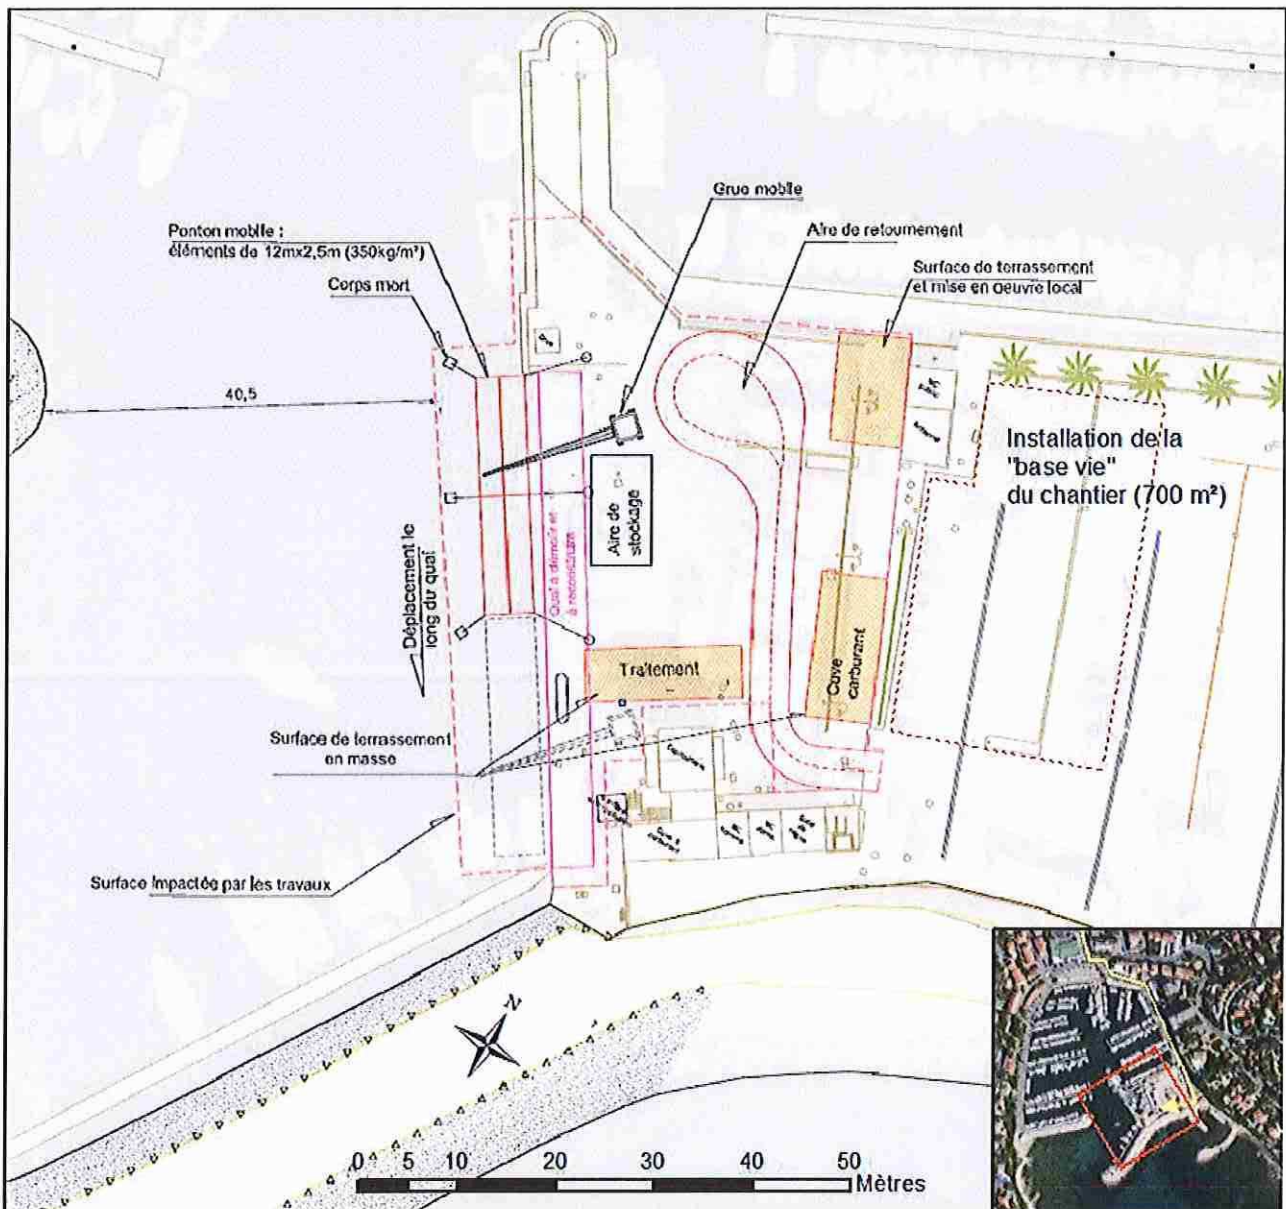 Grue mobile
Ponton mobile :
éléments de 12mx2,5m (350kg/m²)
Aire de retournement
Corps mort
Surface de terrassement
et mise en oeuvre local
40,5
Installation de la
"base vie"
du chantier (700 m²)
Aire de
stockage
Quai à démolir et
à reconstruire
Déplacement le
long du quai
Traitement
Cuve
carburant
Surface de terrassement
en masse
Surface impactée par les travaux
N
0 5 10 20 30 40 50
Mètres